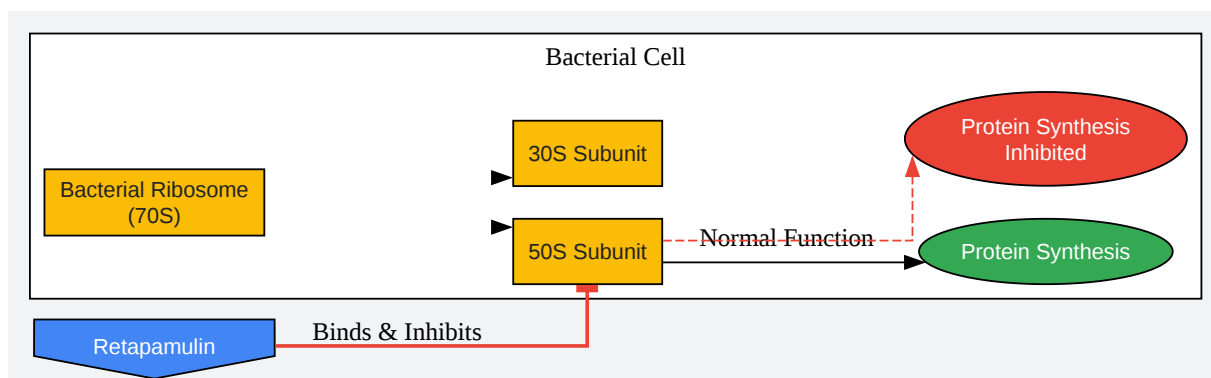 Bacterial Cell
Bacterial Ribosome
(70S)
30S Subunit
50S Subunit
Normal Function
Protein Synthesis
Inhibited
Protein Synthesis
Retapamulin
Binds & Inhibits